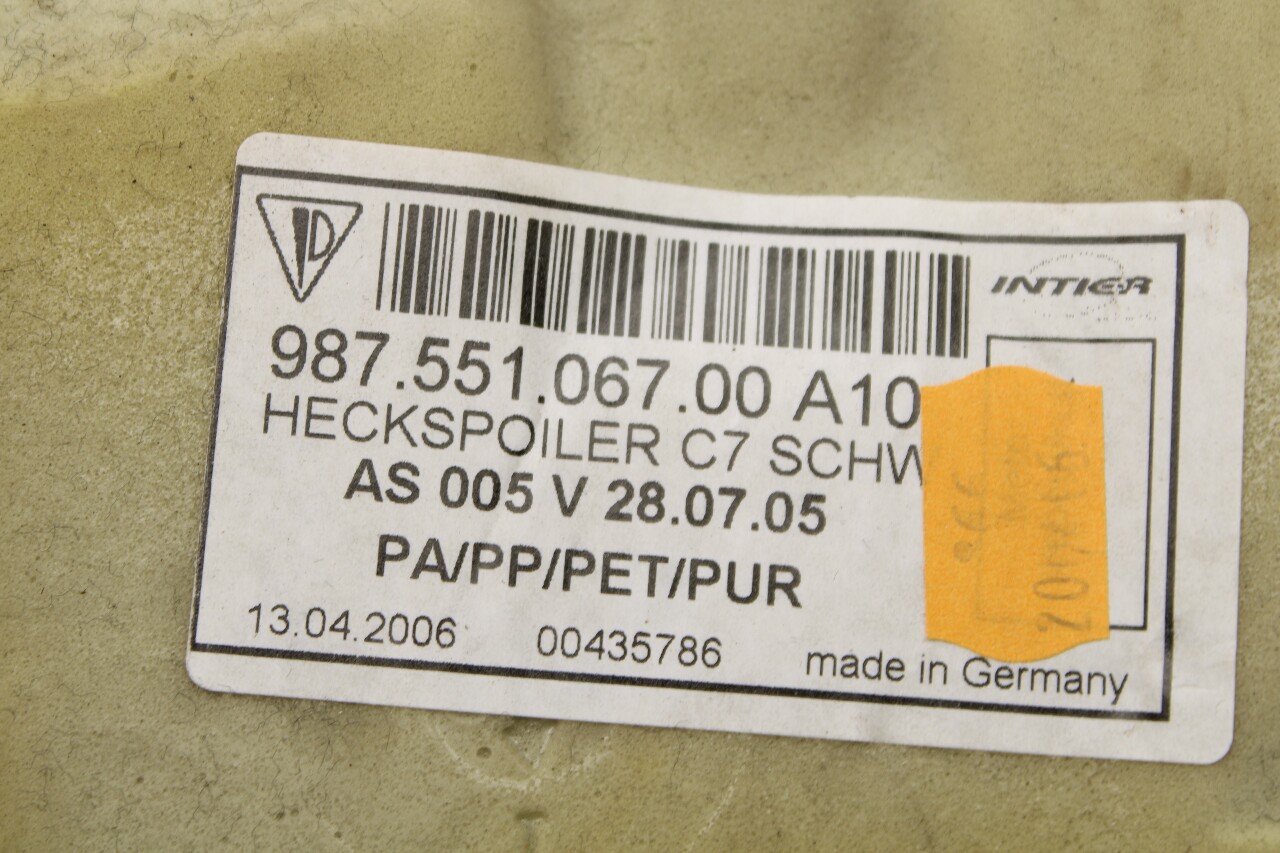 INTIER
987.551.067.00 A10
HECKSPOILER C7 SCHW
AS 005 V 28.07.05
PA/PP/PET/PUR
13.04.2006 00435786
made in Germany